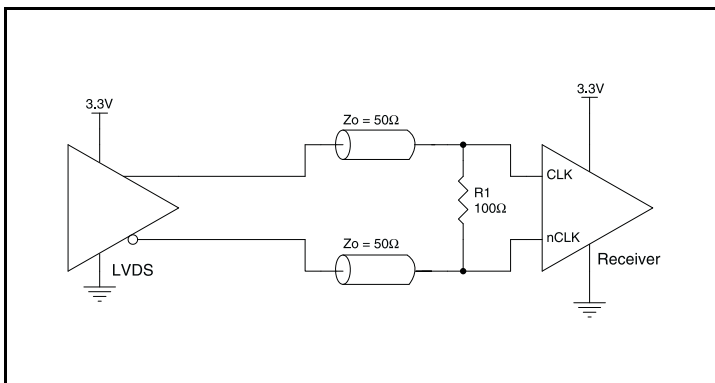 3.3V
3.3V
Zo = 50Ω
CLK
R1
100Ω
nCLK
Zo = 50Ω
LVDS
Receiver